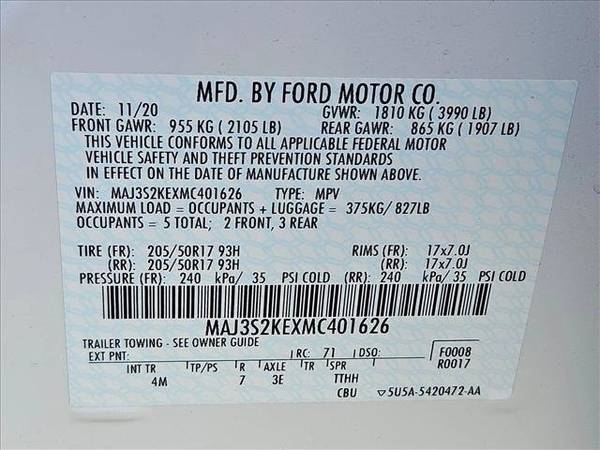 MFD. BY FORD MOTOR CO.
DATE: 11/20 GVWR: 1810 KG ( 3990 LB)
FRONT GAWR: 955 KG ( 2105 LB) REAR GAWR: 865 KG ( 1907 LB)
THIS VEHICLE CONFORMS TO ALL APPLICABLE FEDERAL MOTOR
VEHICLE SAFETY AND THEFT PREVENTION STANDARDS
IN EFFECT ON THE DATE OF MANUFACTURE SHOWN ABOVE.
VIN: MAJ3S2KEXMC401626 TYPE: MPV
MAXIMUM LOAD = OCCUPANTS + LUGGAGE = 375KG/ 827LB
OCCUPANTS = 5 TOTAL; 2 FRONT, 3 REAR
TIRE (FR): 205/50R17 93H RIMS (FR): 17x7.0J
(RR): 205/50R17 93H (RR): 17x7.0J
PRESSURE (FR): 240 kPa/ 35 PSI COLD (RR): 240 kPa/ 35 PSI COLD
MAJ3S2KEXMC401626
TRAILER TOWING - SEE OWNER GUIDE
EXT PNT: RC: 71 DSO: F0008
R0017
INT TR TP/PS R AXLE TR SPR
4M 7 3E TTHH
CBU ▽5U5A-5420472-AA